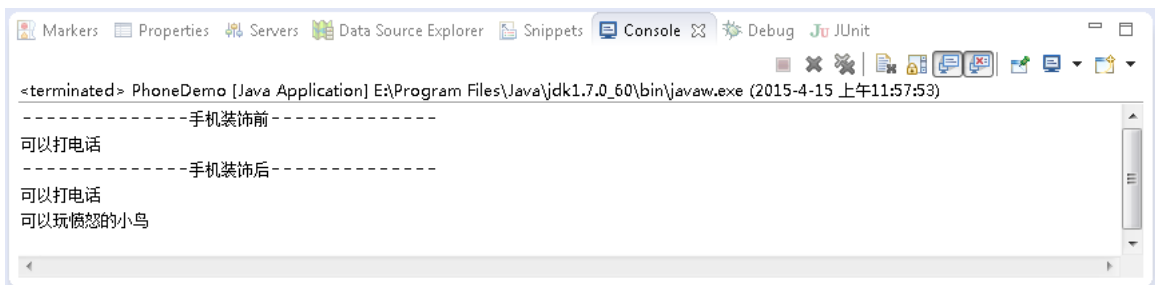 Markers Properties Servers Data Source Explorer Snippets Console Debug Ju JUnit
<terminated> PhoneDemo [Java Application] E:\Program Files\Java\jdk1.7.0_60\bin\javaw.exe (2015-4-15 上午11:57:53)
--------------手机装饰前--------------
可以打电话
--------------手机装饰后--------------
可以打电话
可以玩愤怒的小鸟